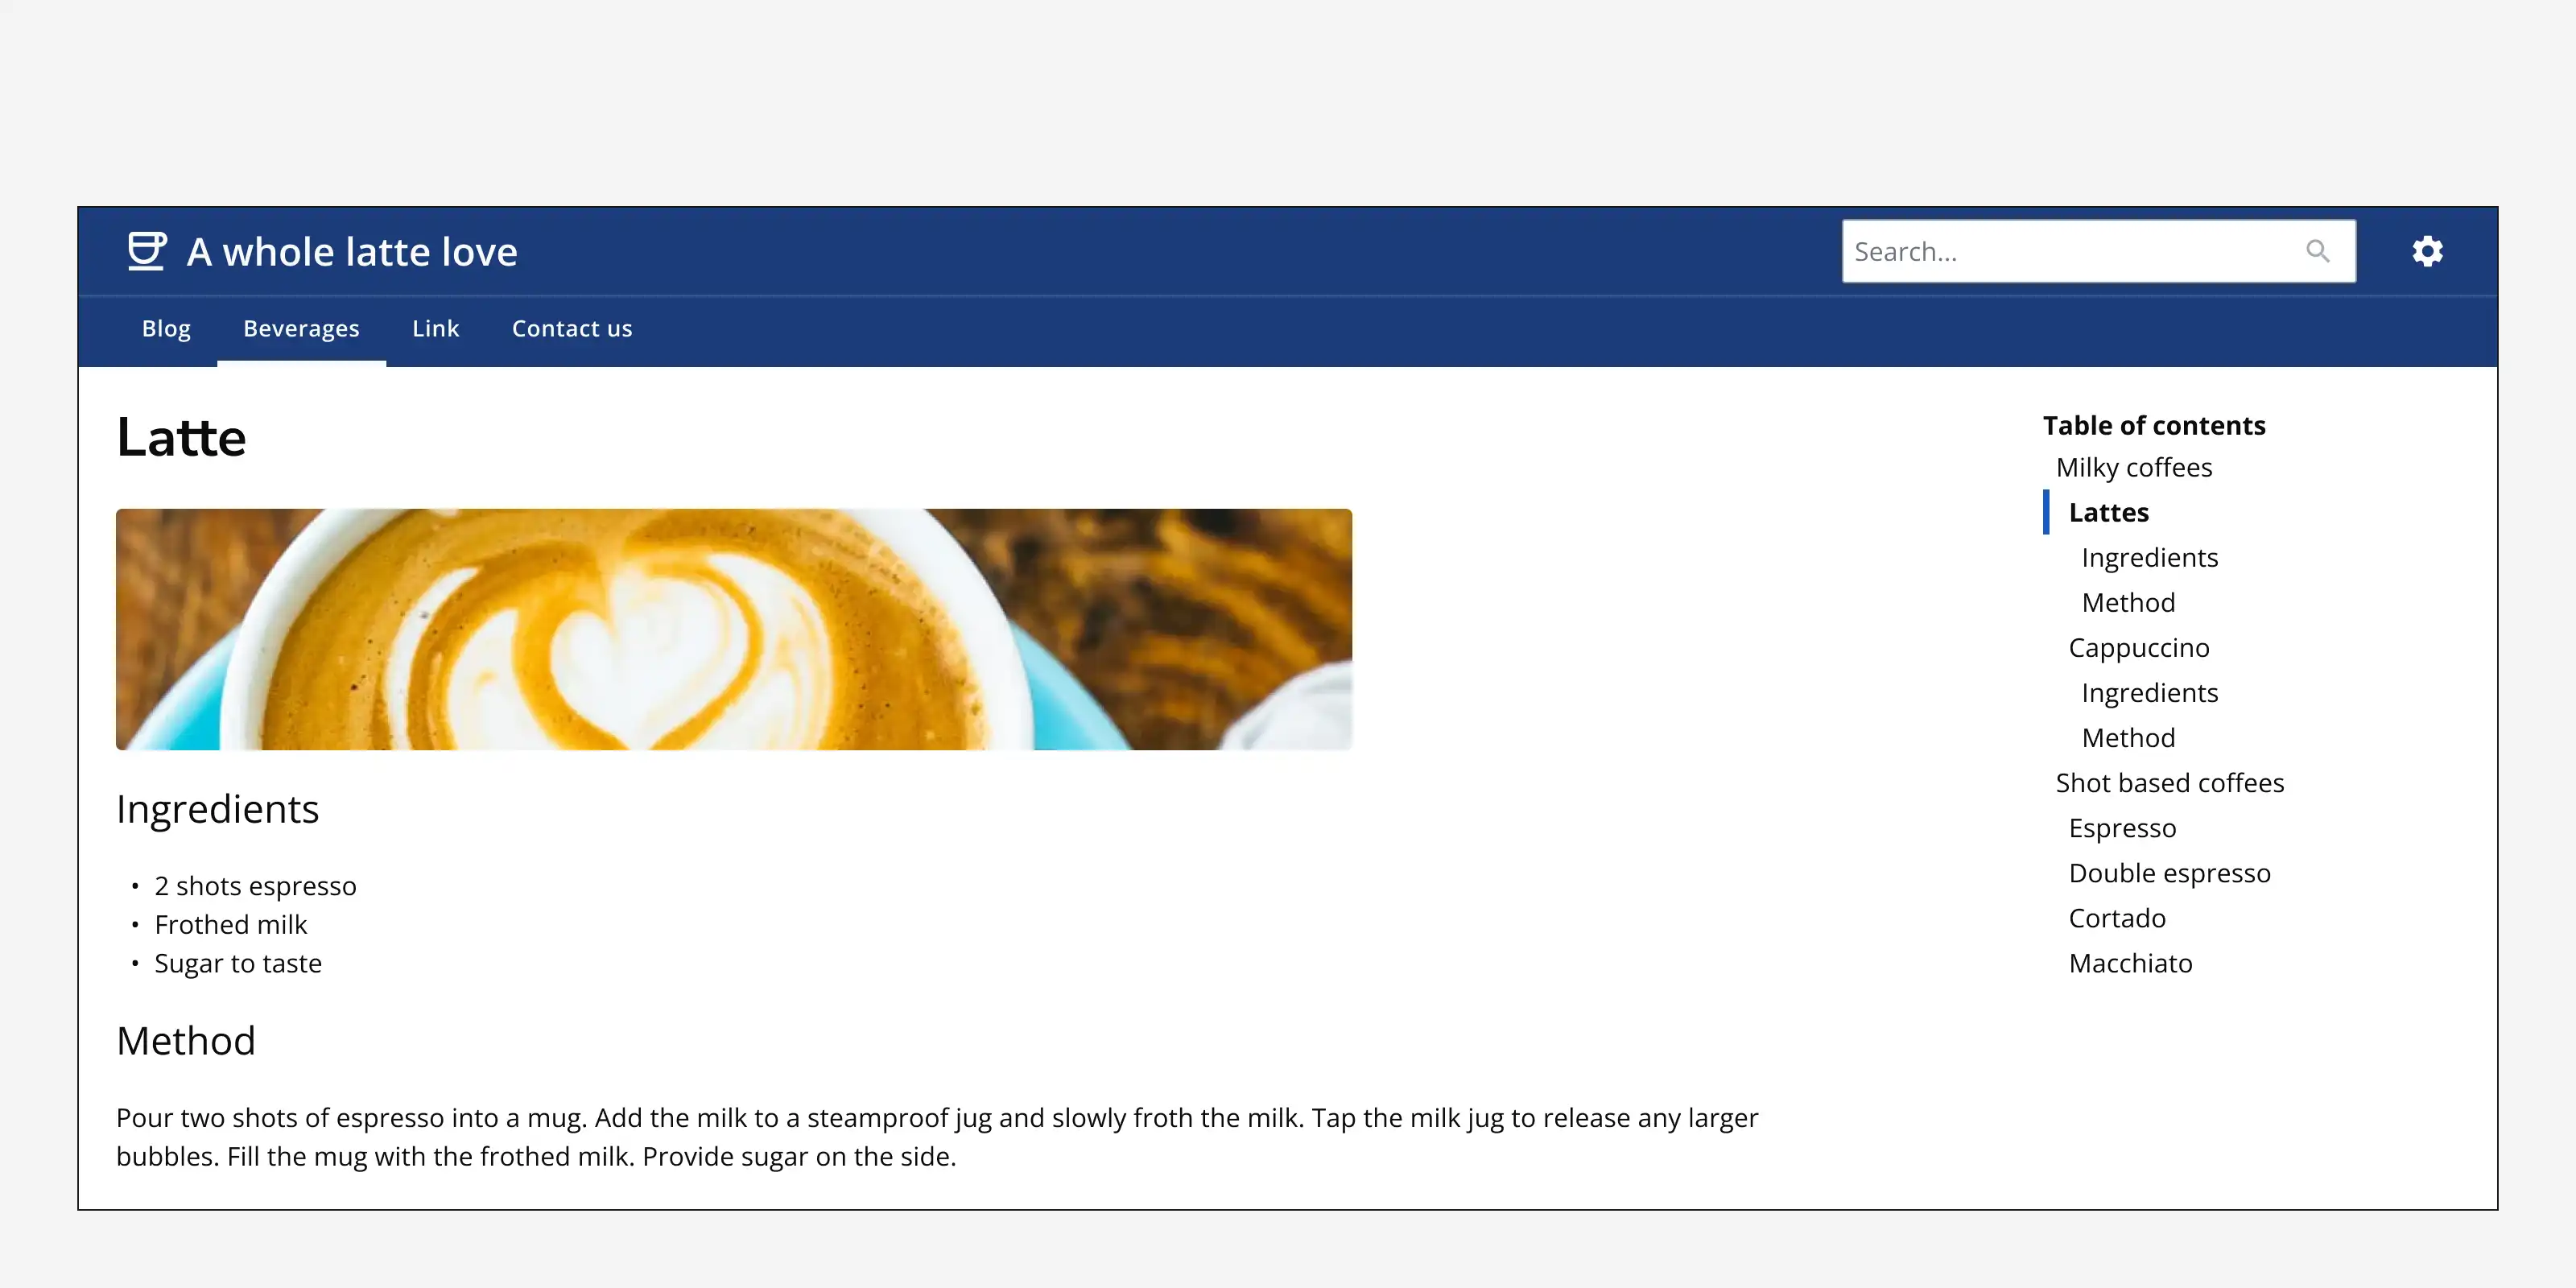 A whole latte love
Search...
Blog
Beverages
Link
Contact us
Latte
Ingredients
• 2 shots espresso
• Frothed milk
• Sugar to taste
Method
Pour two shots of espresso into a mug. Add the milk to a steamproof jug and slowly froth the milk. Tap the milk jug to release any larger
bubbles. Fill the mug with the frothed milk. Provide sugar on the side.
Table of contents
Milky coffees
Lattes
Ingredients
Method
Cappuccino
Ingredients
Method
Shot based coffees
Espresso
Double espresso
Cortado
Macchiato